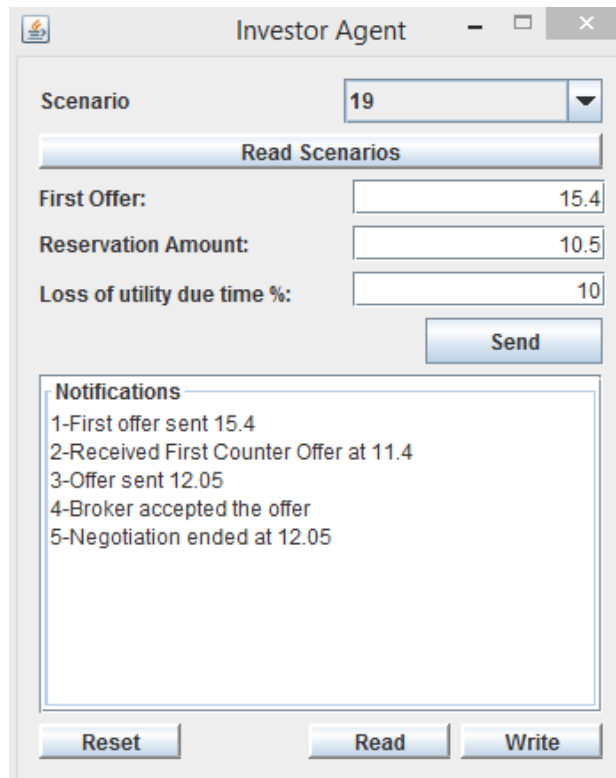 Investor Agent
Scenario 19
Read Scenarios
First Offer: 15.4
Reservation Amount: 10.5
Loss of utility due time %: 10
Send
Notifications
1-First offer sent 15.4
2-Received First Counter Offer at 11.4
3-Offer sent 12.05
4-Broker accepted the offer
5-Negotiation ended at 12.05
Reset Read Write